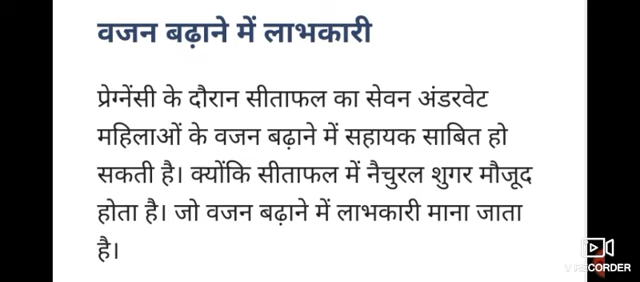 वजन बढ़ाने में लाभकारी
प्रेग्नेंसी के दौरान सीताफल का सेवन अंडरवेट
महिलाओं के वजन बढ़ाने में सहायक साबित हो
सकती है। क्योंकि सीताफल में नैचुरल शुगर मौजूद
होता है। जो वजन बढ़ाने में लाभकारी माना जाता
है।
V RECORDER